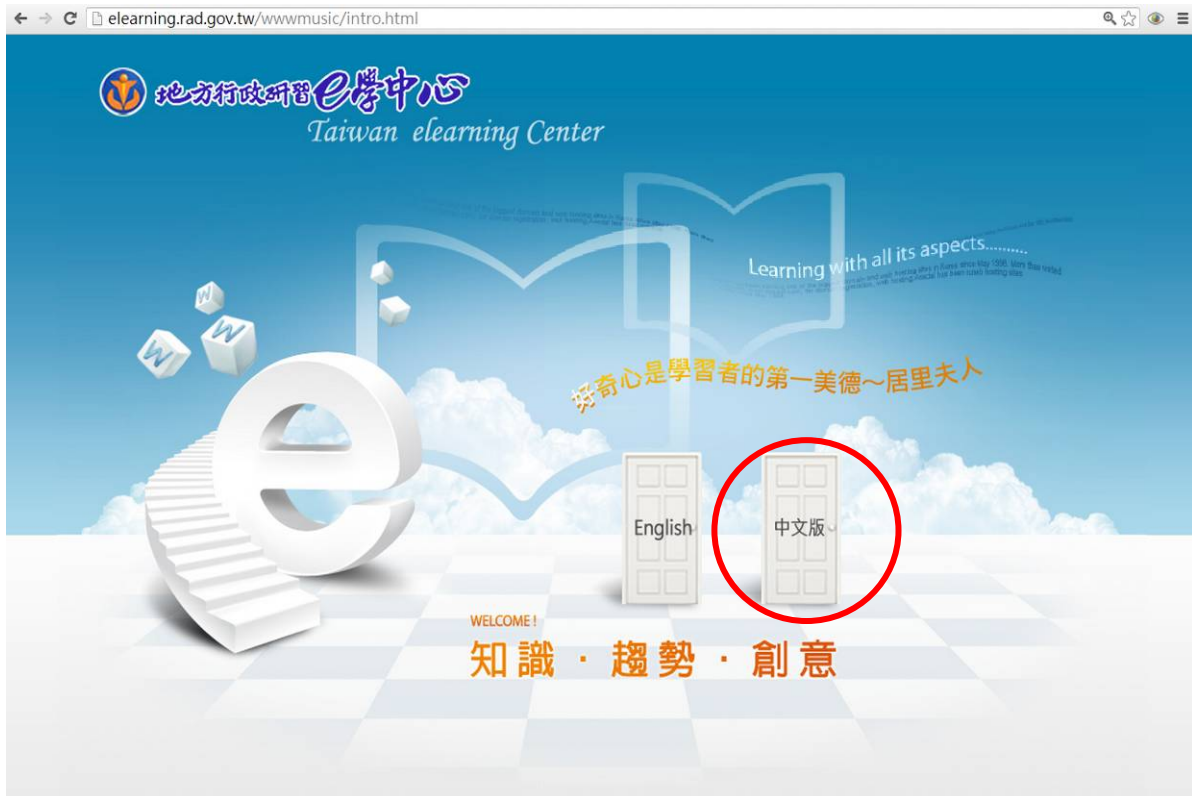 elearning.rad.gov.tw/wwwmusic/intro.html
地方行政研習e學中心
Taiwan elearning Center
Learning with all its aspects..........
W
W
W
好奇心是學習者的第一美德～居里夫人
e
English
中文版
WELCOME!
知識．趨勢．創意